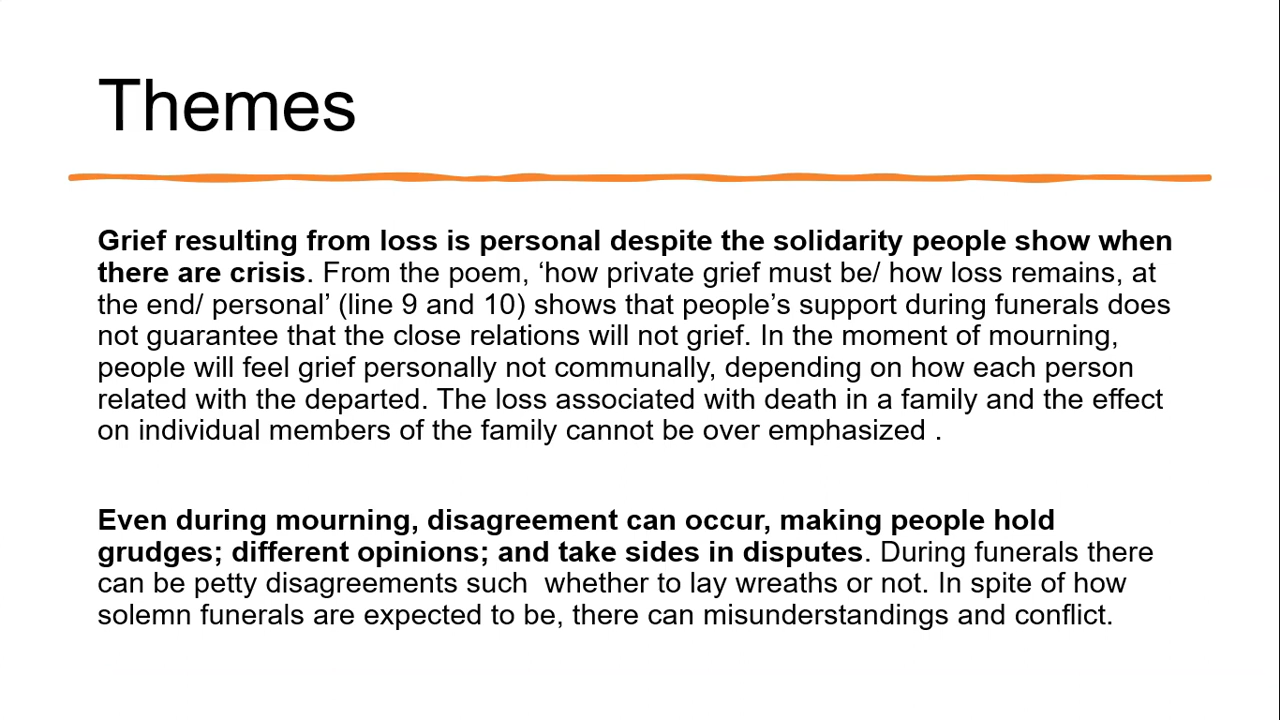 Themes
Grief resulting from loss is personal despite the solidarity people show when
there are crisis. From the poem, ‘how private grief must be/ how loss remains, at
the end/ personal’ (line 9 and 10) shows that people’s support during funerals does
not guarantee that the close relations will not grief. In the moment of mourning,
people will feel grief personally not communally, depending on how each person
related with the departed. The loss associated with death in a family and the effect
on individual members of the family cannot be over emphasized .
Even during mourning, disagreement can occur, making people hold
grudges; different opinions; and take sides in disputes. During funerals there
can be petty disagreements such  whether to lay wreaths or not. In spite of how
solemn funerals are expected to be, there can misunderstandings and conflict.